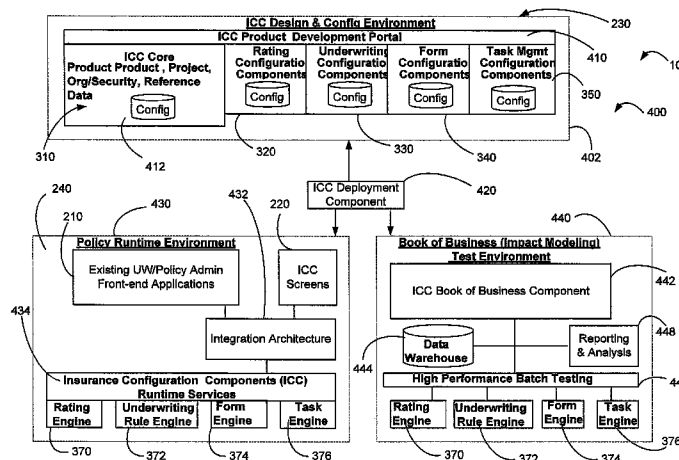 ICC Design & Config Environment
230
ICC Product Development Portal
410
10
ICC Core
Product Product , Project,
Org/Security, Reference
Data
Config
Rating
Configuratio
Components
Config
Underwriting
Configuratio
Components
Config
Form
Configuratio
Components
Config
Task Mgmt
Configuration
Components
Config
350
400
310
412
320
330
340
402
432
ICC Deployment
Component
420
240
430
210
220
440
Policy Runtime Environment
Existing UW/Policy Admin
Front-end Applications
ICC
Screens
434
Integration Architecture
Insurance Configuration Components (ICC)
Runtime Services
Rating
Engine
Underwriting
Rule Engine
Form
Engine
Task
Engine
370
372
374
376
Book of Business (Impact Modeling)
Test Environment
ICC Book of Business Component
442
448
444
Data
Warehouse
Reporting
& Analysis
High Performance Batch Testing
44
Rating
Engine
Underwriting
Rule Engine
Form
Engine
Task
Engine
370
372
374
376